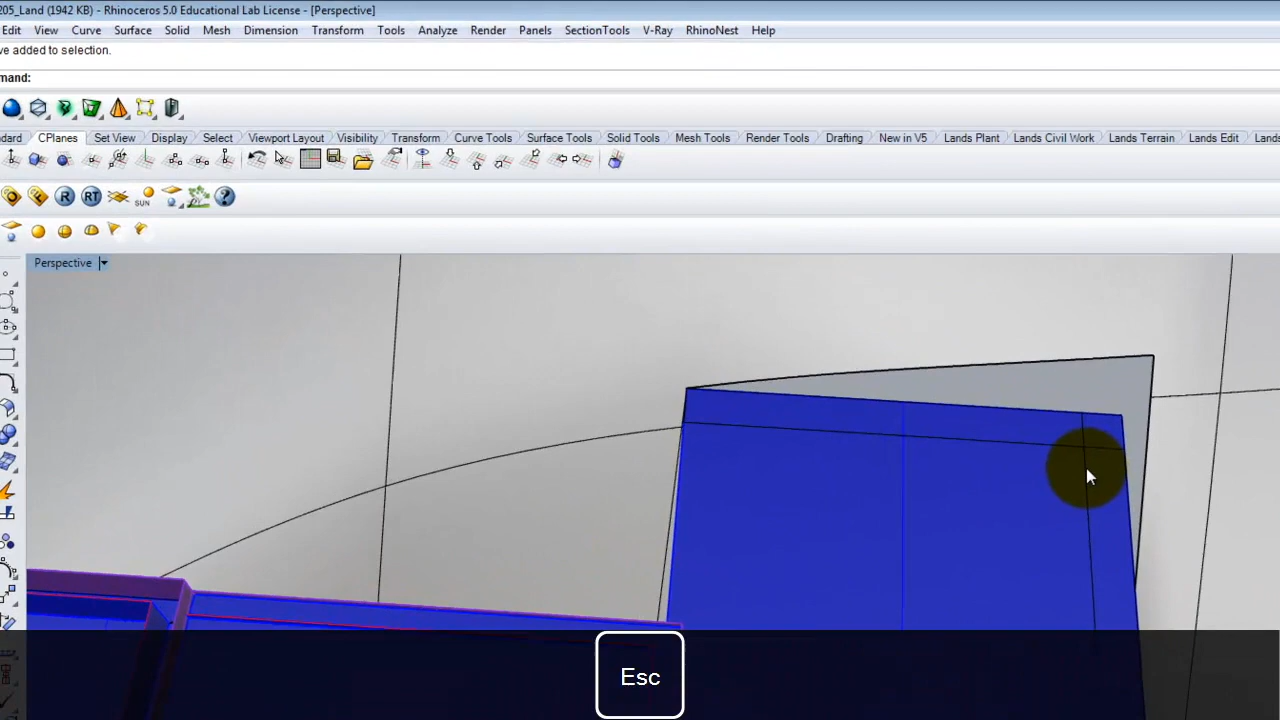 205_Land (1942 KB) - Rhinoceros 5.0 Educational Lab License - [Perspective]
Edit View Curve Surface Solid Mesh Dimension Transform Tools Analyze Render Panels SectionTools V-Ray RhinoNest Help
ve added to selection.
mand:
dard CPlanes Set View Display Select Viewport Layout Visibility Transform Curve Tools Surface Tools Solid Tools Mesh Tools Render Tools Drafting New in V5 Lands Plant Lands Civil Work Lands Terrain Lands Edit Lands
R RT SUN ?
Perspective
Esc